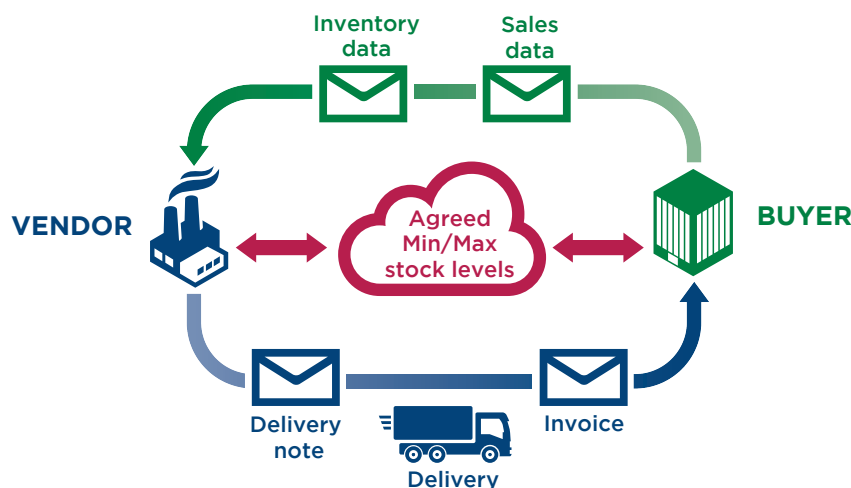 Inventory
data
Sales
data
VENDOR
Agreed
Min/Max
stock levels
BUYER
Delivery
note
Invoice
Delivery